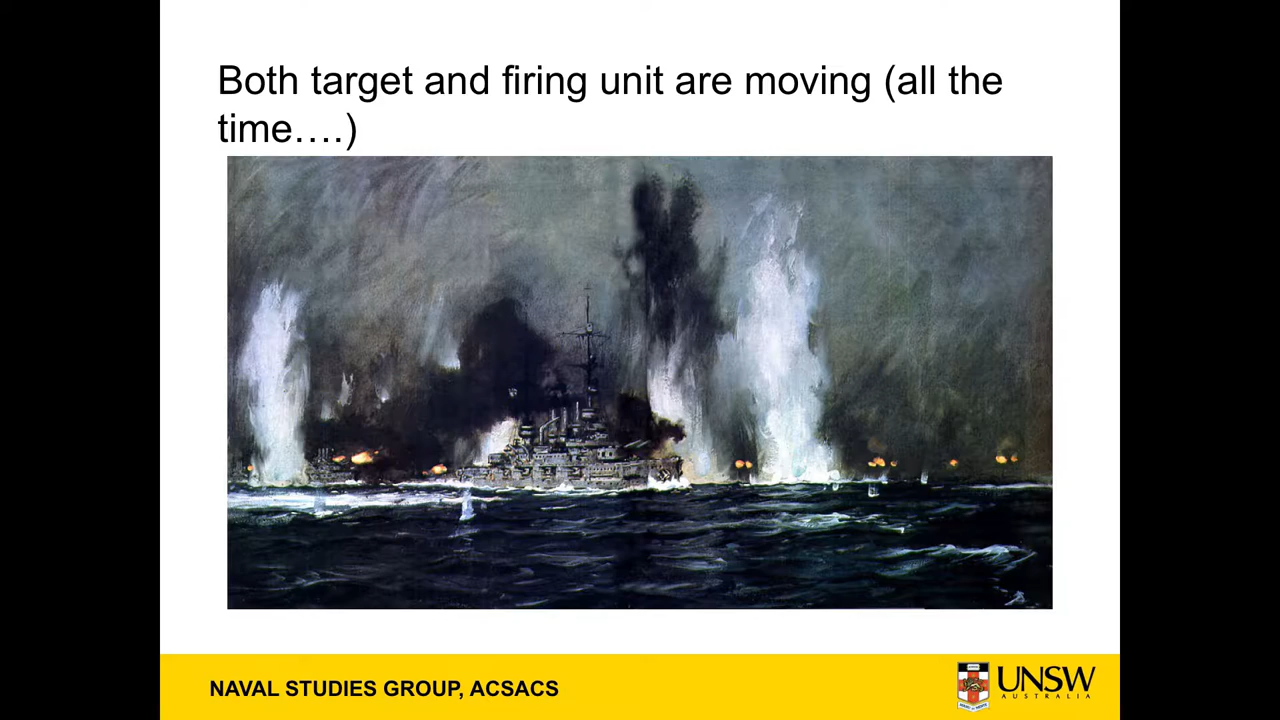 Both target and firing unit are moving (all the
time….)
NAVAL STUDIES GROUP, ACSACS
UNSW
AUSTRALIA